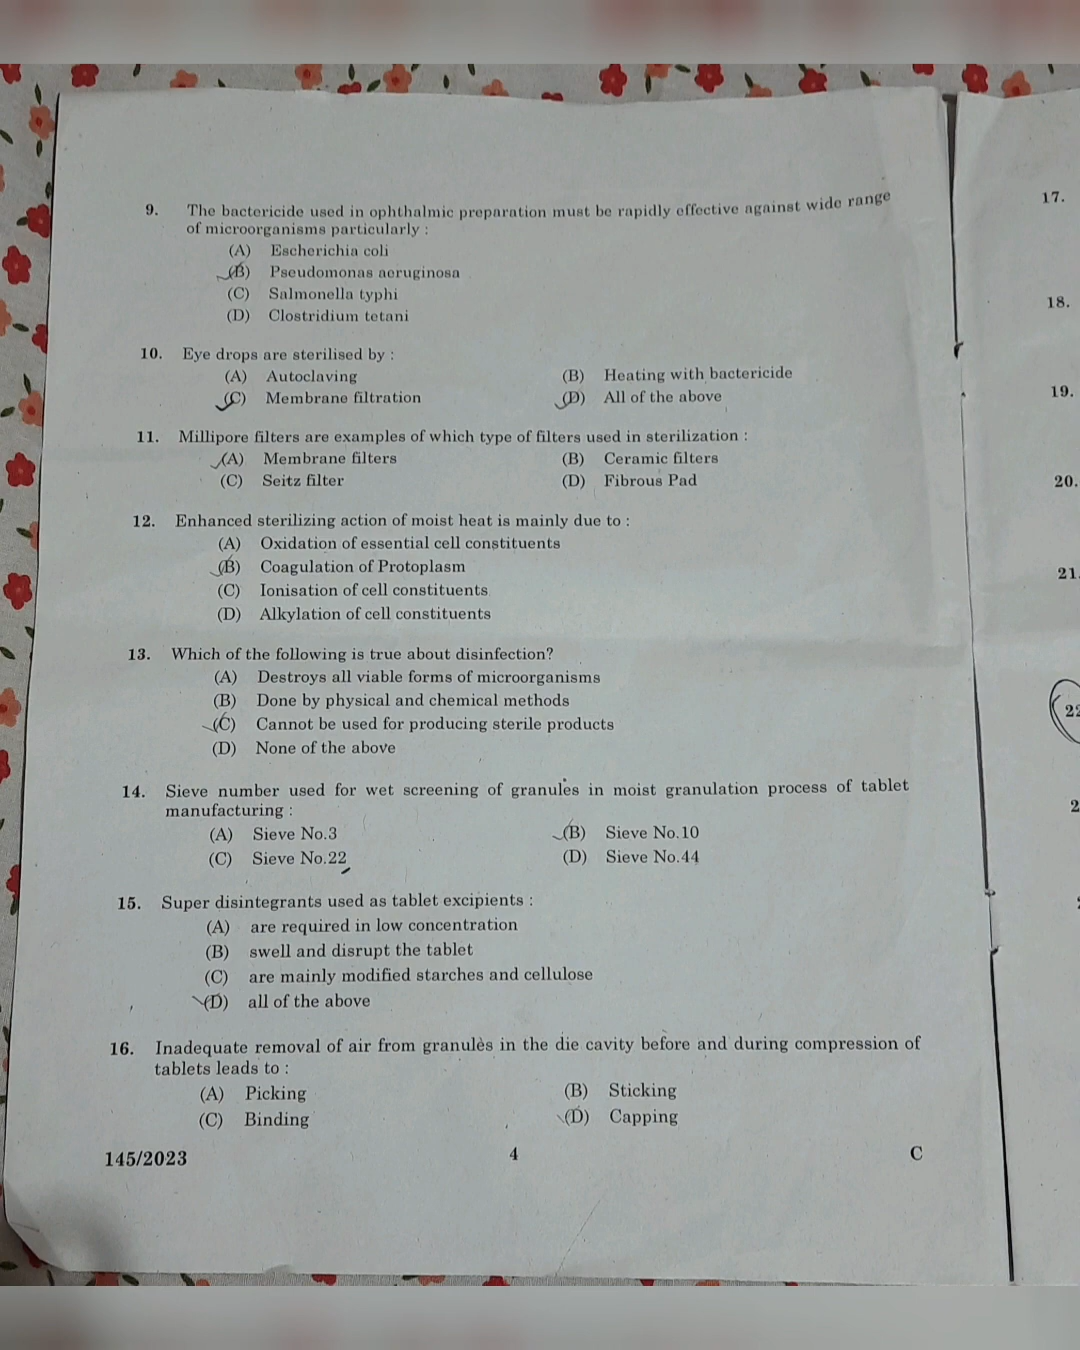 9. The bactericide used in ophthalmic preparation must be rapidly effective against wide range
of microorganisms particularly :
(A) Escherichia coli
(B) Pseudomonas aeruginosa
(C) Salmonella typhi
(D) Clostridium tetani
10. Eye drops are sterilised by :
(A) Autoclaving (B) Heating with bactericide
(C) Membrane filtration (D) All of the above
11. Millipore filters are examples of which type of filters used in sterilization :
(A) Membrane filters (B) Ceramic filters
(C) Seitz filter (D) Fibrous Pad
12. Enhanced sterilizing action of moist heat is mainly due to :
(A) Oxidation of essential cell constituents
(B) Coagulation of Protoplasm
(C) Ionisation of cell constituents
(D) Alkylation of cell constituents
13. Which of the following is true about disinfection?
(A) Destroys all viable forms of microorganisms
(B) Done by physical and chemical methods
(C) Cannot be used for producing sterile products
(D) None of the above
14. Sieve number used for wet screening of granules in moist granulation process of tablet
manufacturing :
(A) Sieve No.3 (B) Sieve No.10
(C) Sieve No.22 (D) Sieve No.44
15. Super disintegrants used as tablet excipients :
(A) are required in low concentration
(B) swell and disrupt the tablet
(C) are mainly modified starches and cellulose
(D) all of the above
16. Inadequate removal of air from granules in the die cavity before and during compression of
tablets leads to :
(A) Picking (B) Sticking
(C) Binding (D) Capping
145/2023 4 C
17.
18.
19.
20.
21.